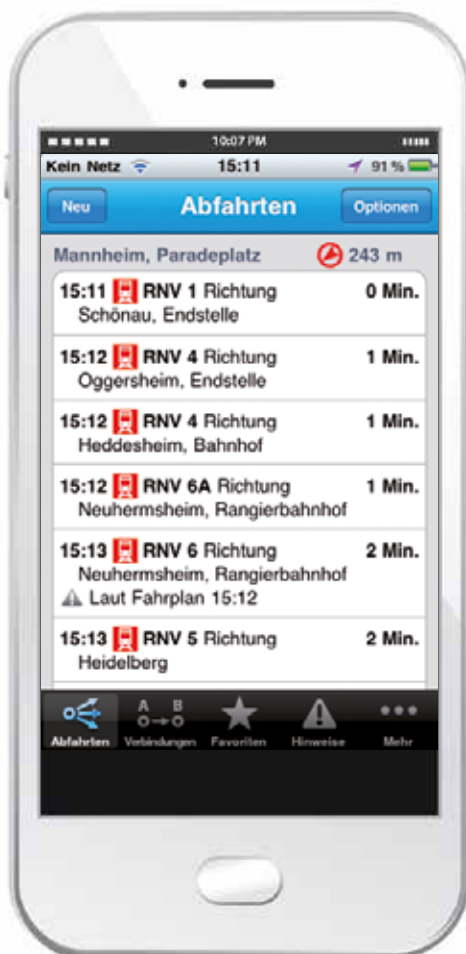 10:07 PM
Kein Netz 15:11 91 %
Neu Abfahrten Optionen
Mannheim, Paradeplatz 243 m
15:11 RNV 1 Richtung 0 Min.
Schönau, Endstelle
15:12 RNV 4 Richtung 1 Min.
Oggersheim, Endstelle
15:12 RNV 4 Richtung 1 Min.
Heddesheim, Bahnhof
15:12 RNV 6A Richtung 1 Min.
Neuhermsheim, Rangierbahnhof
15:13 RNV 6 Richtung 2 Min.
Neuhermsheim, Rangierbahnhof
Laut Fahrplan 15:12
15:13 RNV 5 Richtung 2 Min.
Heidelberg
A B
Abfahrten Verbindungen Favoriten Hinweise Mehr